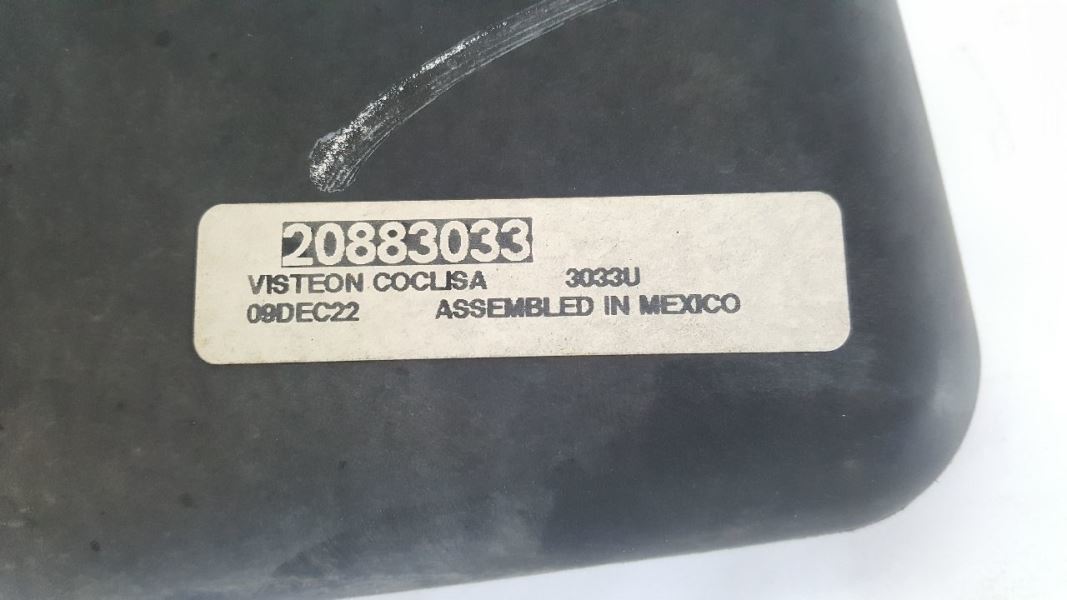 20883033
VISTEON COCLISA 3033U
09DEC22 ASSEMBLED IN MEXICO